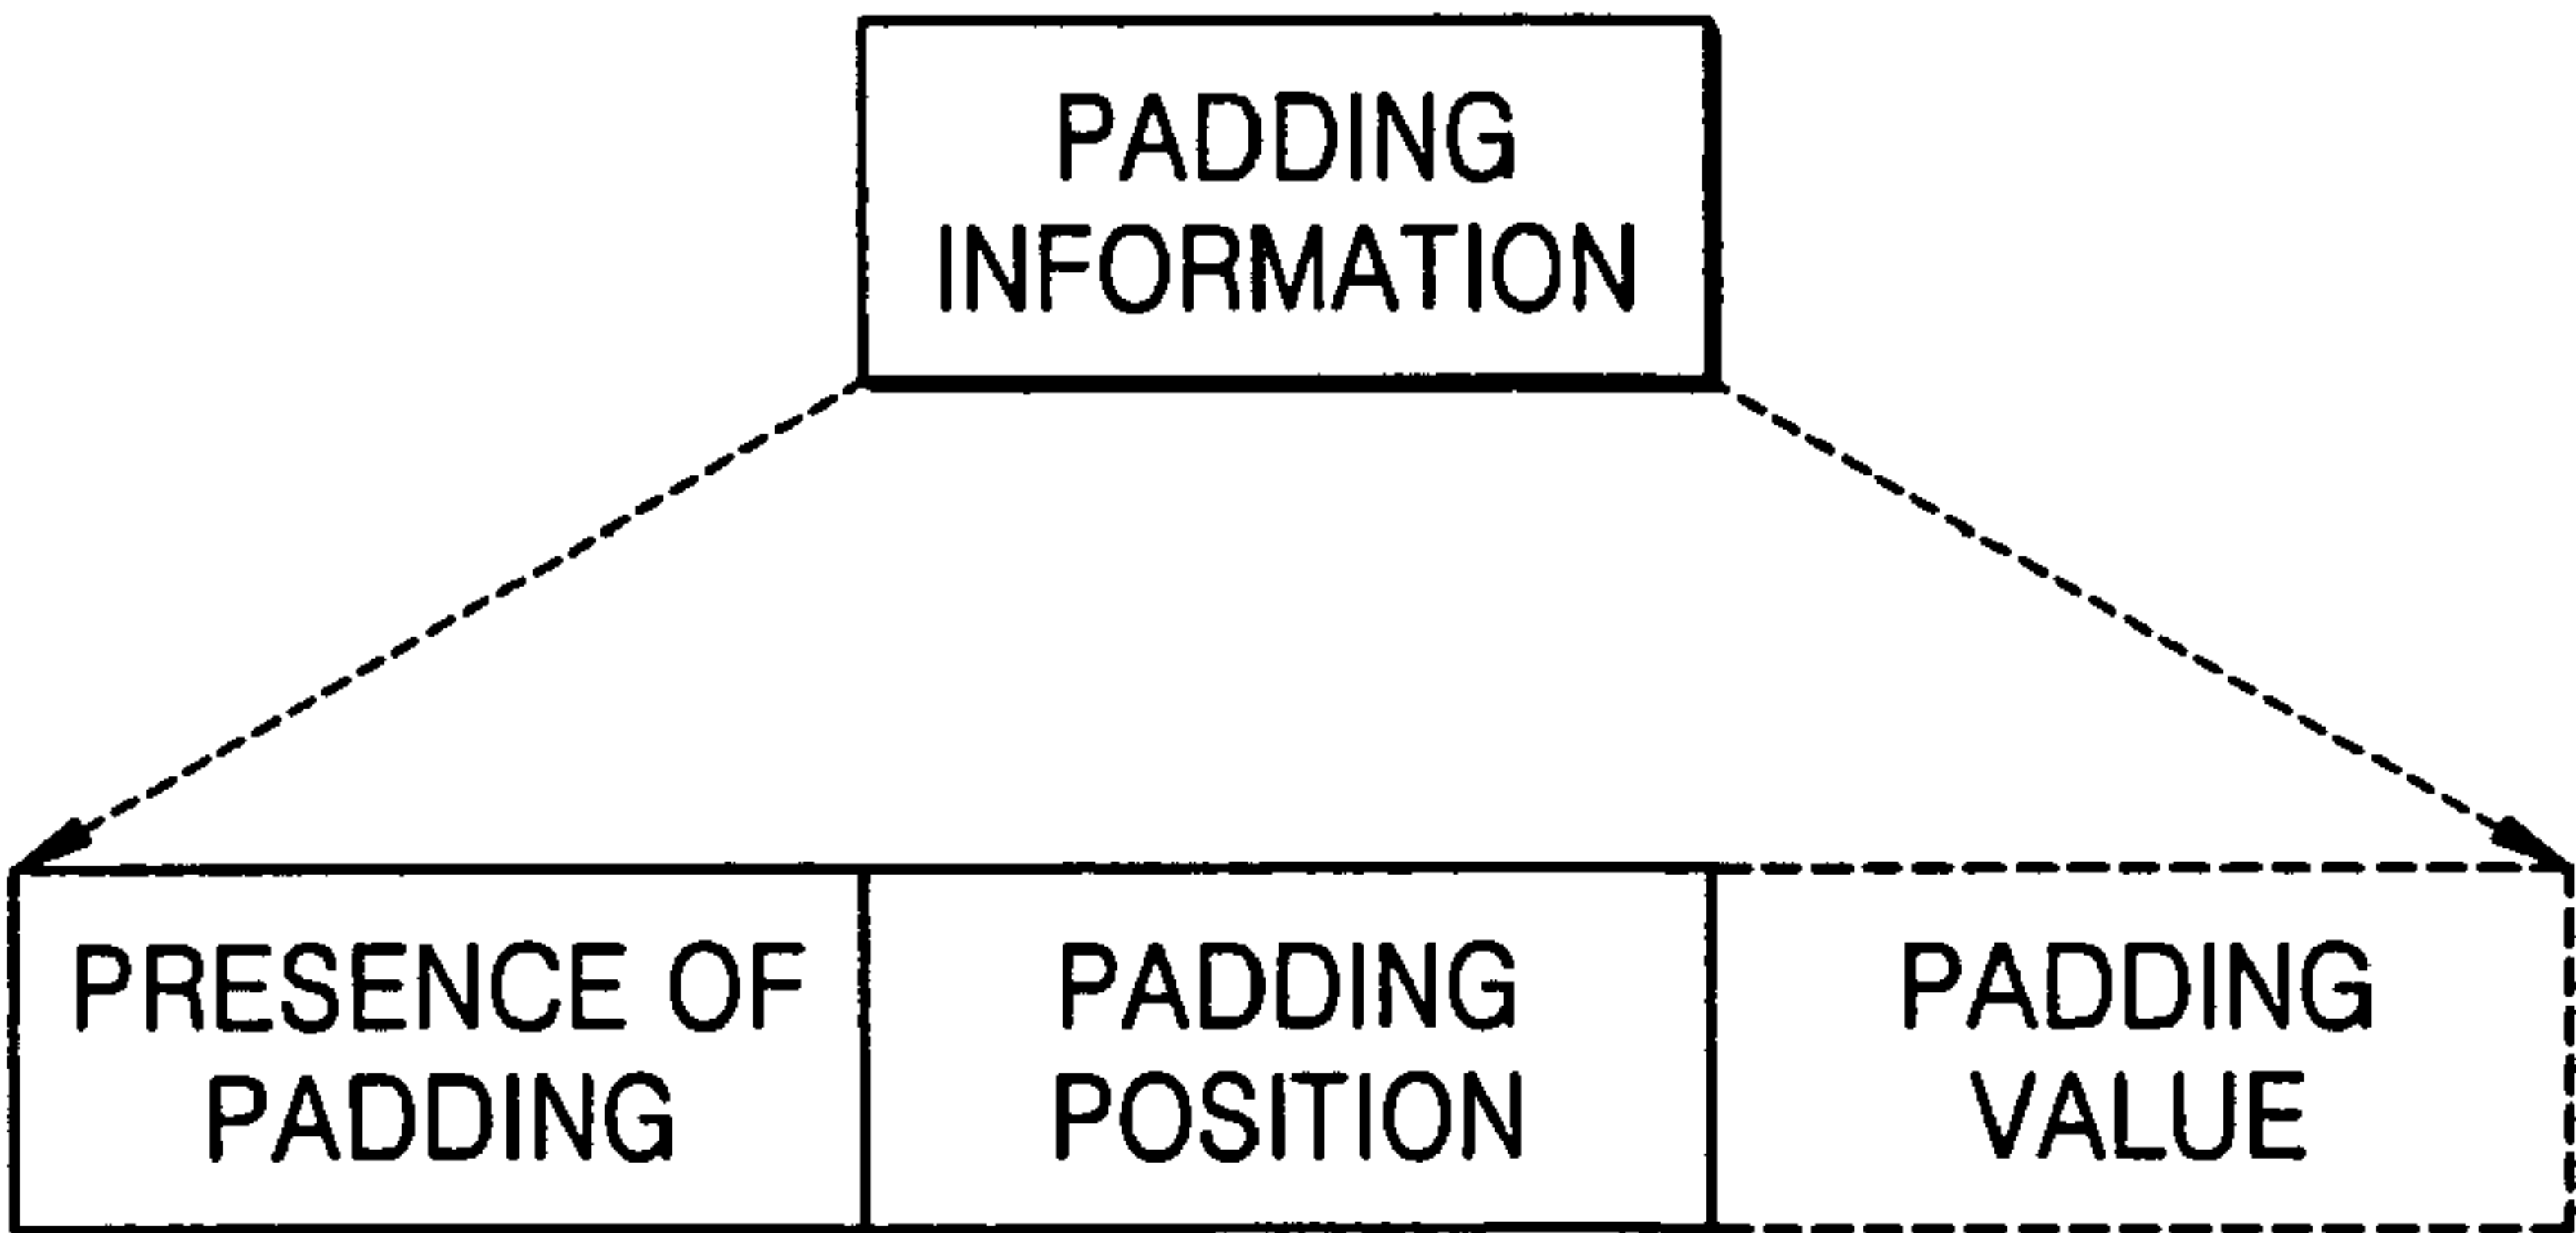 PADDING
INFORMATION
PRESENCE OF
PADDING
PADDING
POSITION
PADDING
VALUE